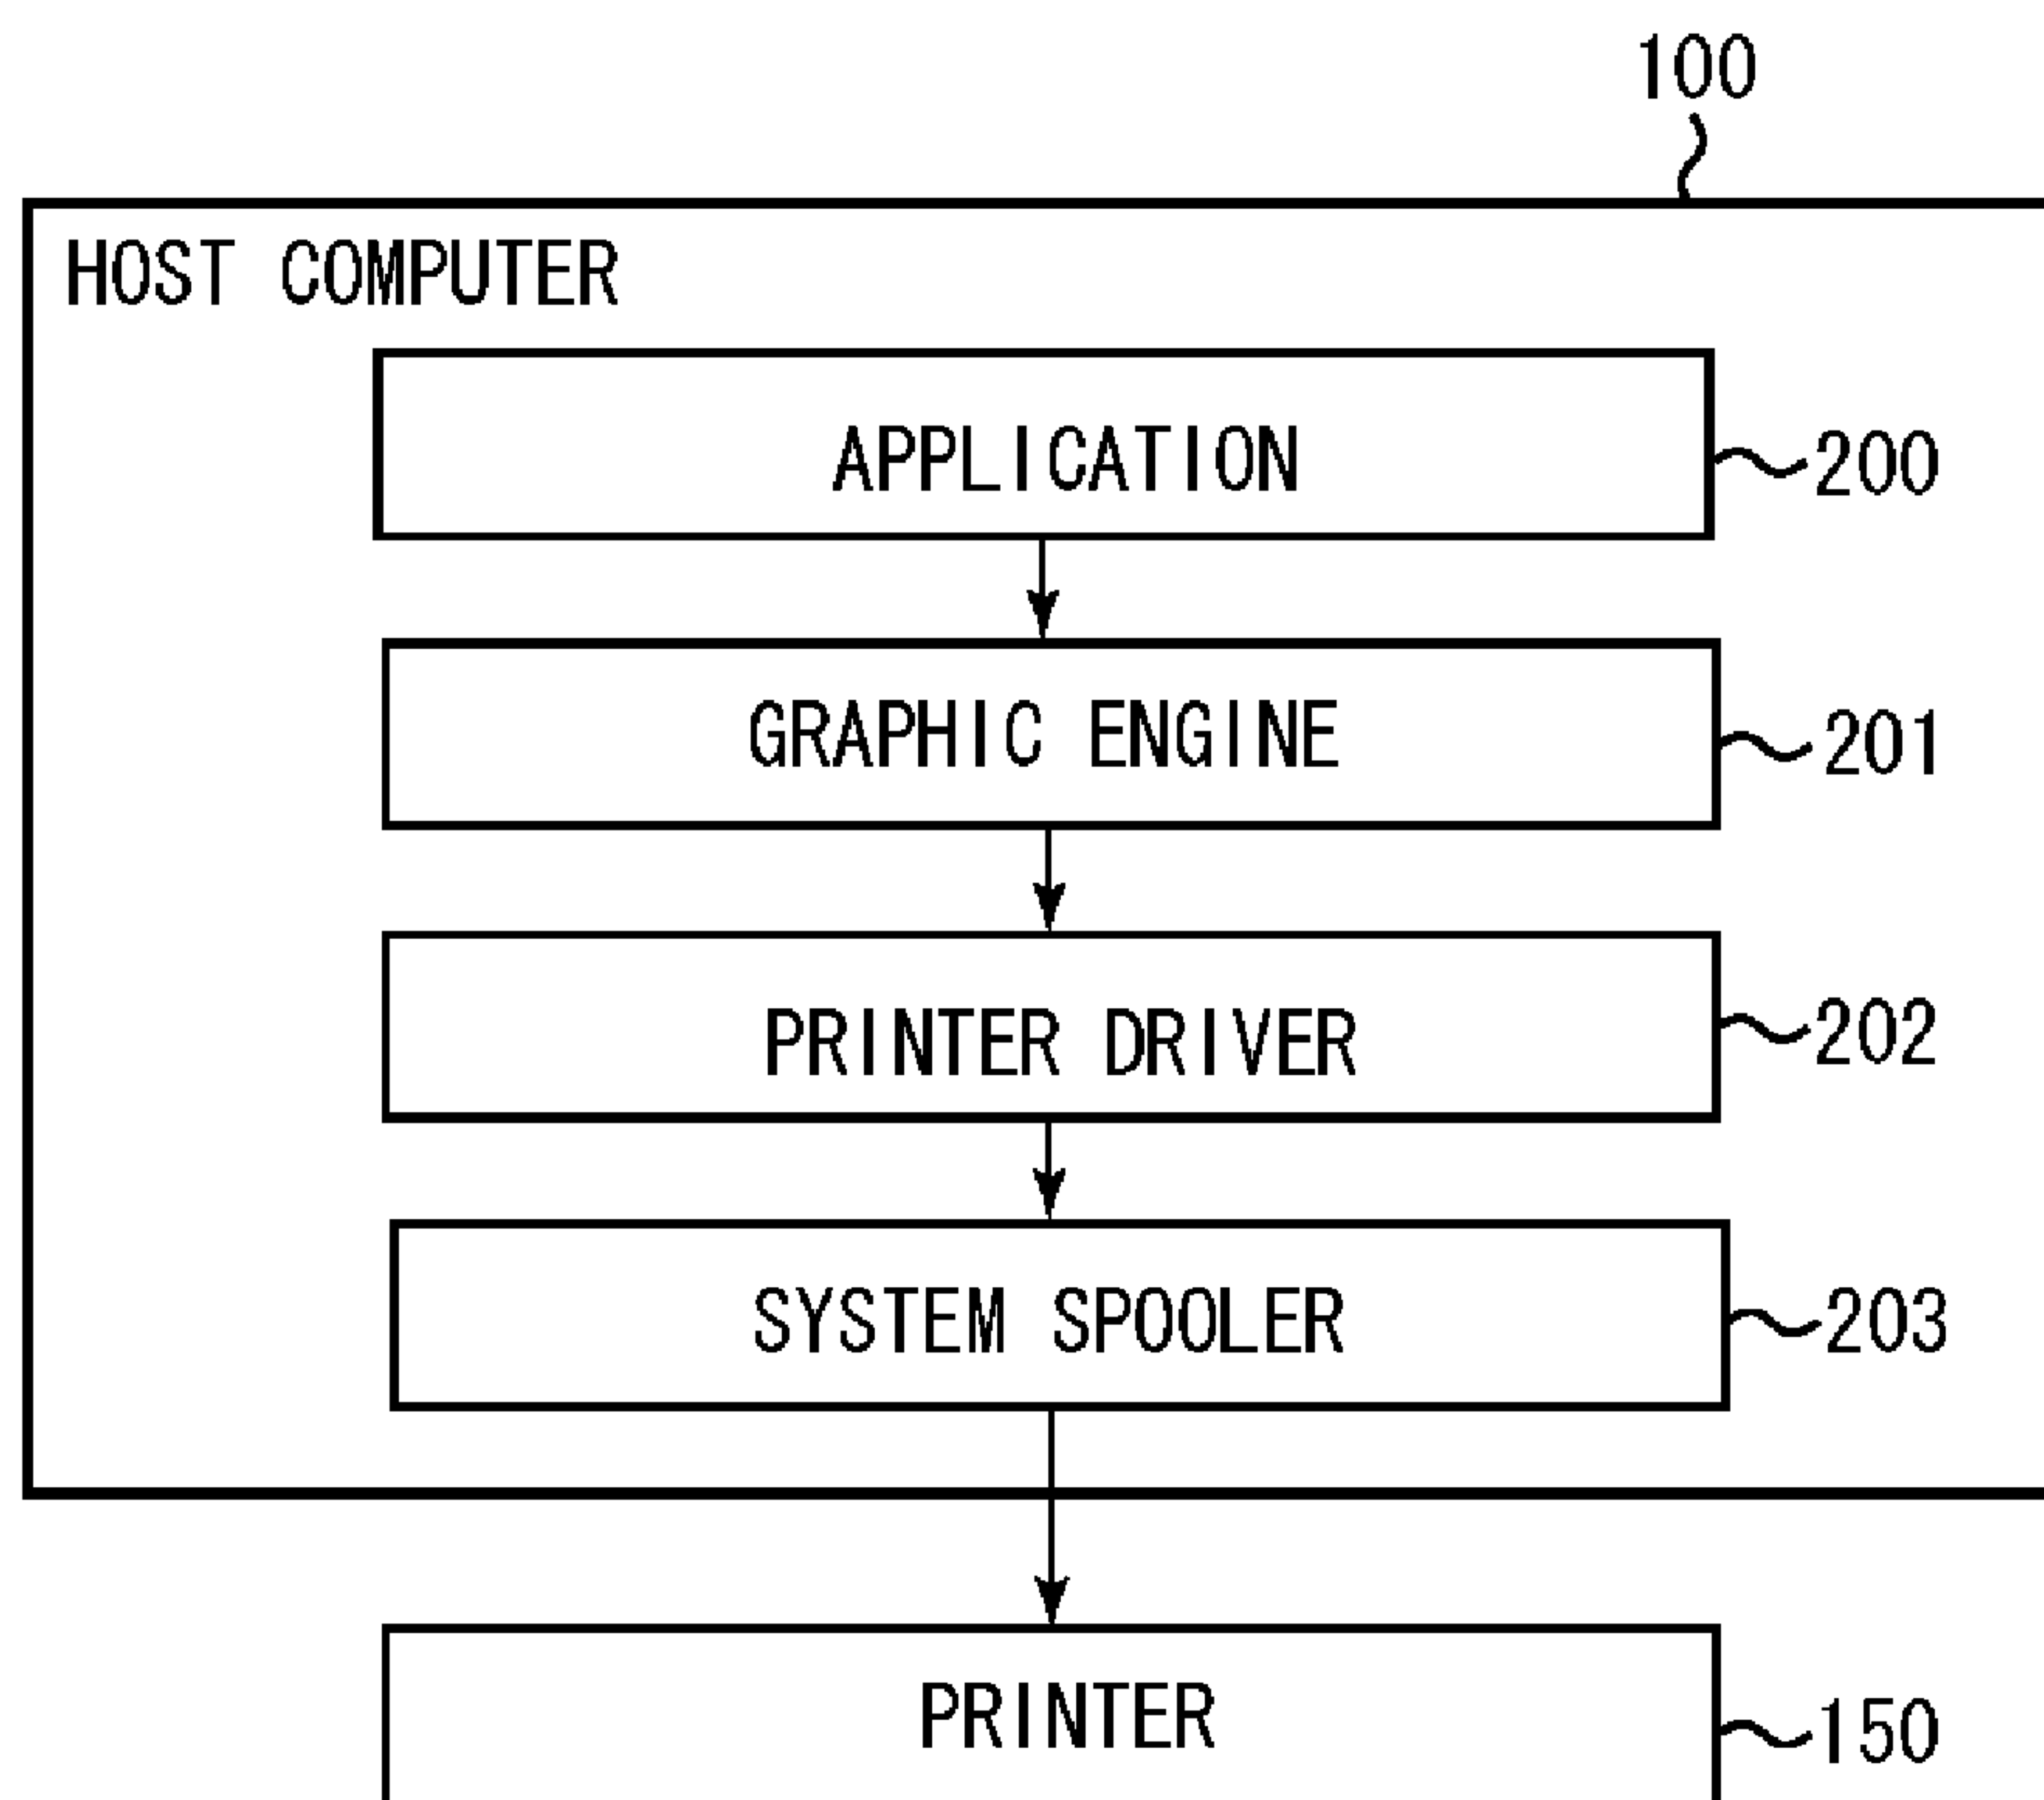 100
HOST COMPUTER
APPLICATION
200
GRAPHIC ENGINE
201
PRINTER DRIVER
202
SYSTEM SPOOLER
203
PRINTER
150